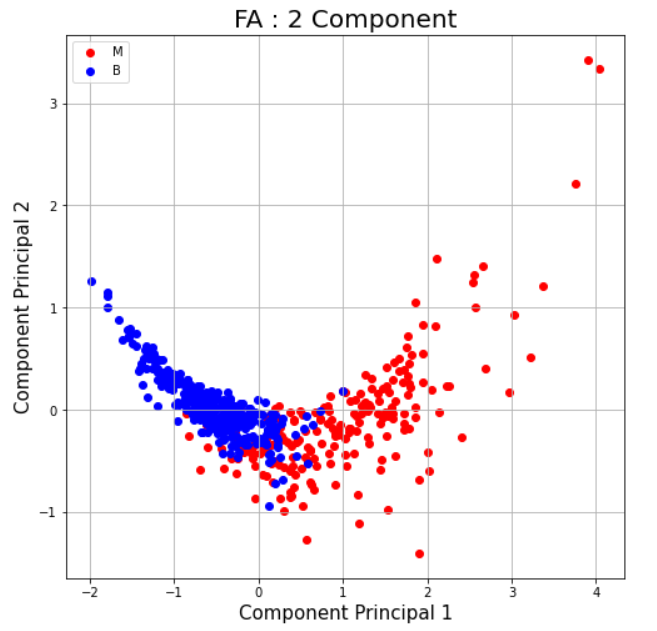 FA : 2 Component
M
B
3
2
1
0
−1
−2
−1
0
1
2
3
4
Component Principal 2
Component Principal 1